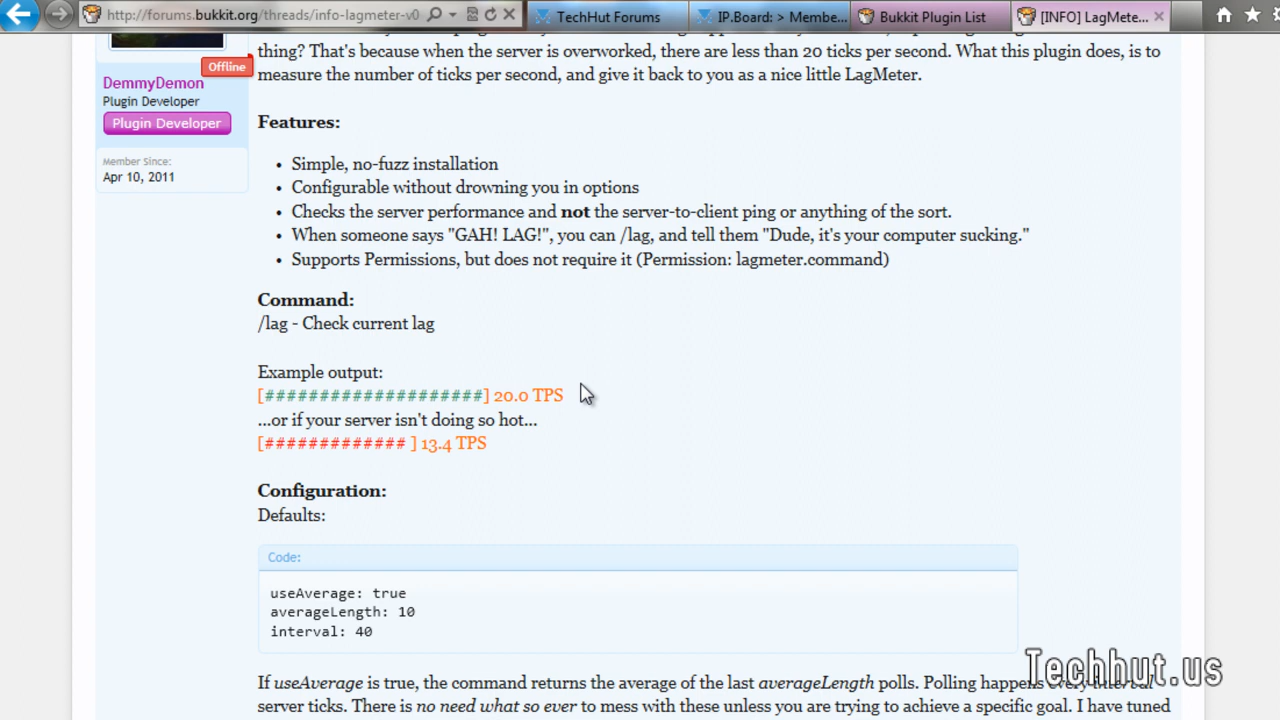 http://forums.bukkit.org/threads/info-lagmeter-v0
TechHut Forums
IP.Board: > Membe...
Bukkit Plugin List
[INFO] LagMete...
thing? That's because when the server is overworked, there are less than 20 ticks per second. What this plugin does, is to
measure the number of ticks per second, and give it back to you as a nice little LagMeter.
Offline
DemmyDemon
Plugin Developer
Plugin Developer
Member Since:
Apr 10, 2011
Features:
• Simple, no-fuzz installation
• Configurable without drowning you in options
• Checks the server performance and not the server-to-client ping or anything of the sort.
• When someone says "GAH! LAG!", you can /lag, and tell them "Dude, it's your computer sucking."
• Supports Permissions, but does not require it (Permission: lagmeter.command)
Command:
/lag - Check current lag
Example output:
[####################] 20.0 TPS
...or if your server isn't doing so hot...
[############# ] 13.4 TPS
Configuration:
Defaults:
Code:
useAverage: true
averageLength: 10
interval: 40
If useAverage is true, the command returns the average of the last averageLength polls. Polling happens every interval
server ticks. There is no need what so ever to mess with these unless you are trying to achieve a specific goal. I have tuned
Techhut.us